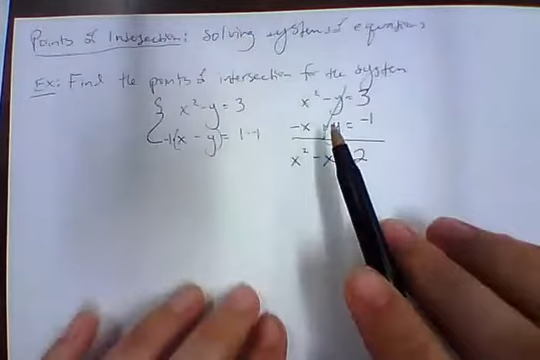 Points of Intersection: Solving systems of equations
Ex: Find the points of intersection for the system
x² - y = 3
-1(x - y) = 1·-1
x² - y = 3
-x + y = -1
x² - x = 2